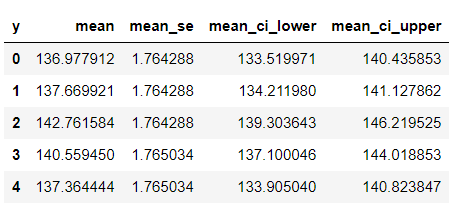 y mean mean_se mean_ci_lower mean_ci_upper
0 136.977912 1.764288 133.519971 140.435853
1 137.669921 1.764288 134.211980 141.127862
2 142.761584 1.764288 139.303643 146.219525
3 140.559450 1.765034 137.100046 144.018853
4 137.364444 1.765034 133.905040 140.823847